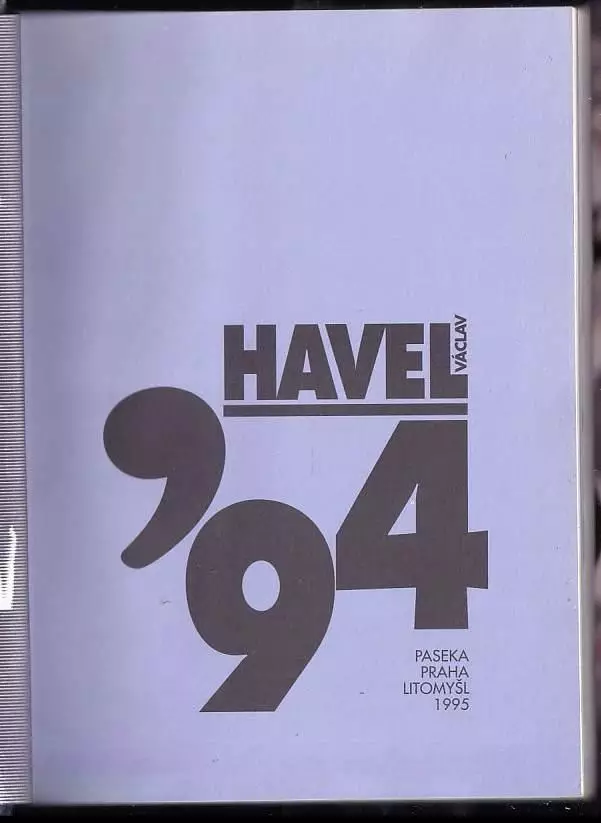 HAVEL
VÁCLAV
’94
PASEKA
PRAHA
LITOMYŠL
1995